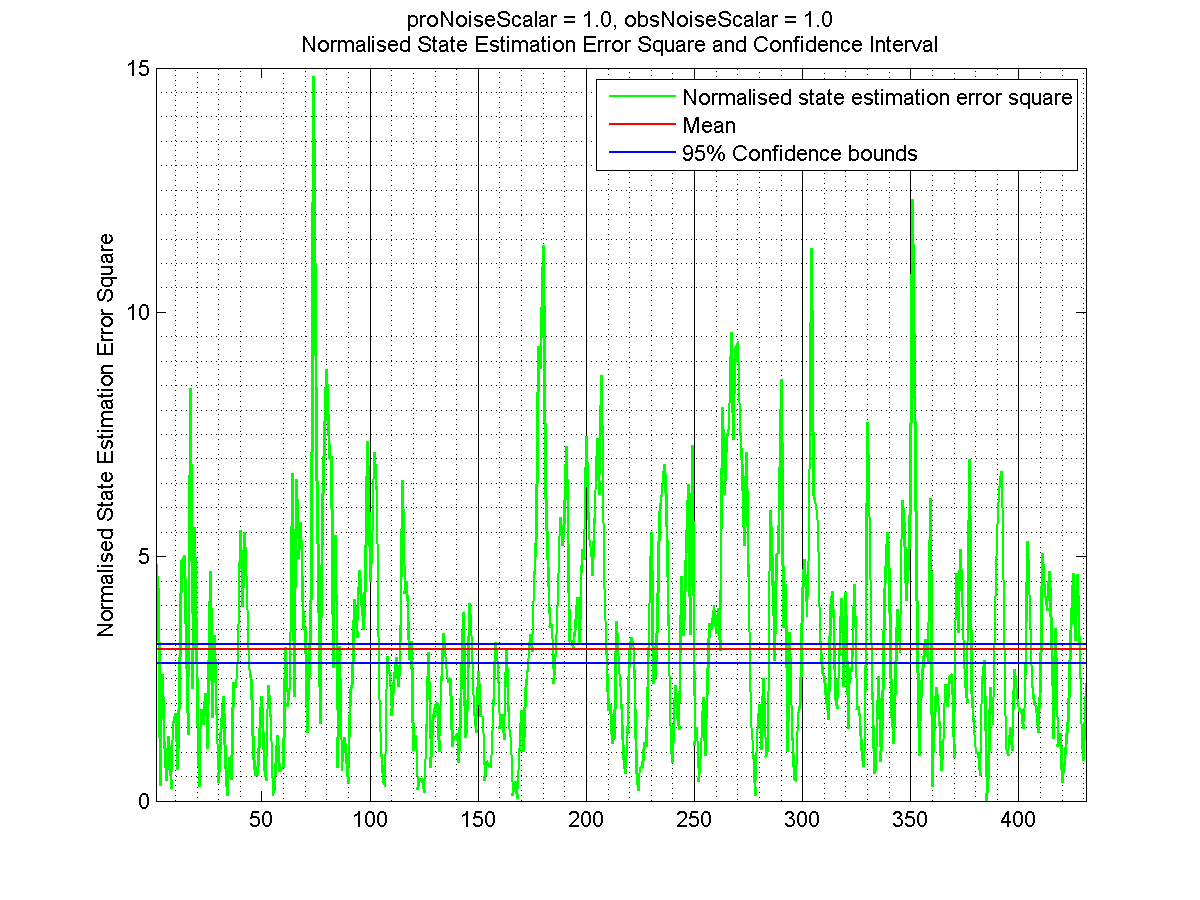 proNoiseScalar = 1.0, obsNoiseScalar = 1.0
Normalised State Estimation Error Square and Confidence Interval
Normalised state estimation error square
Mean
95% Confidence bounds
Normalised State Estimation Error Square
15
10
5
0
50 100 150 200 250 300 350 400